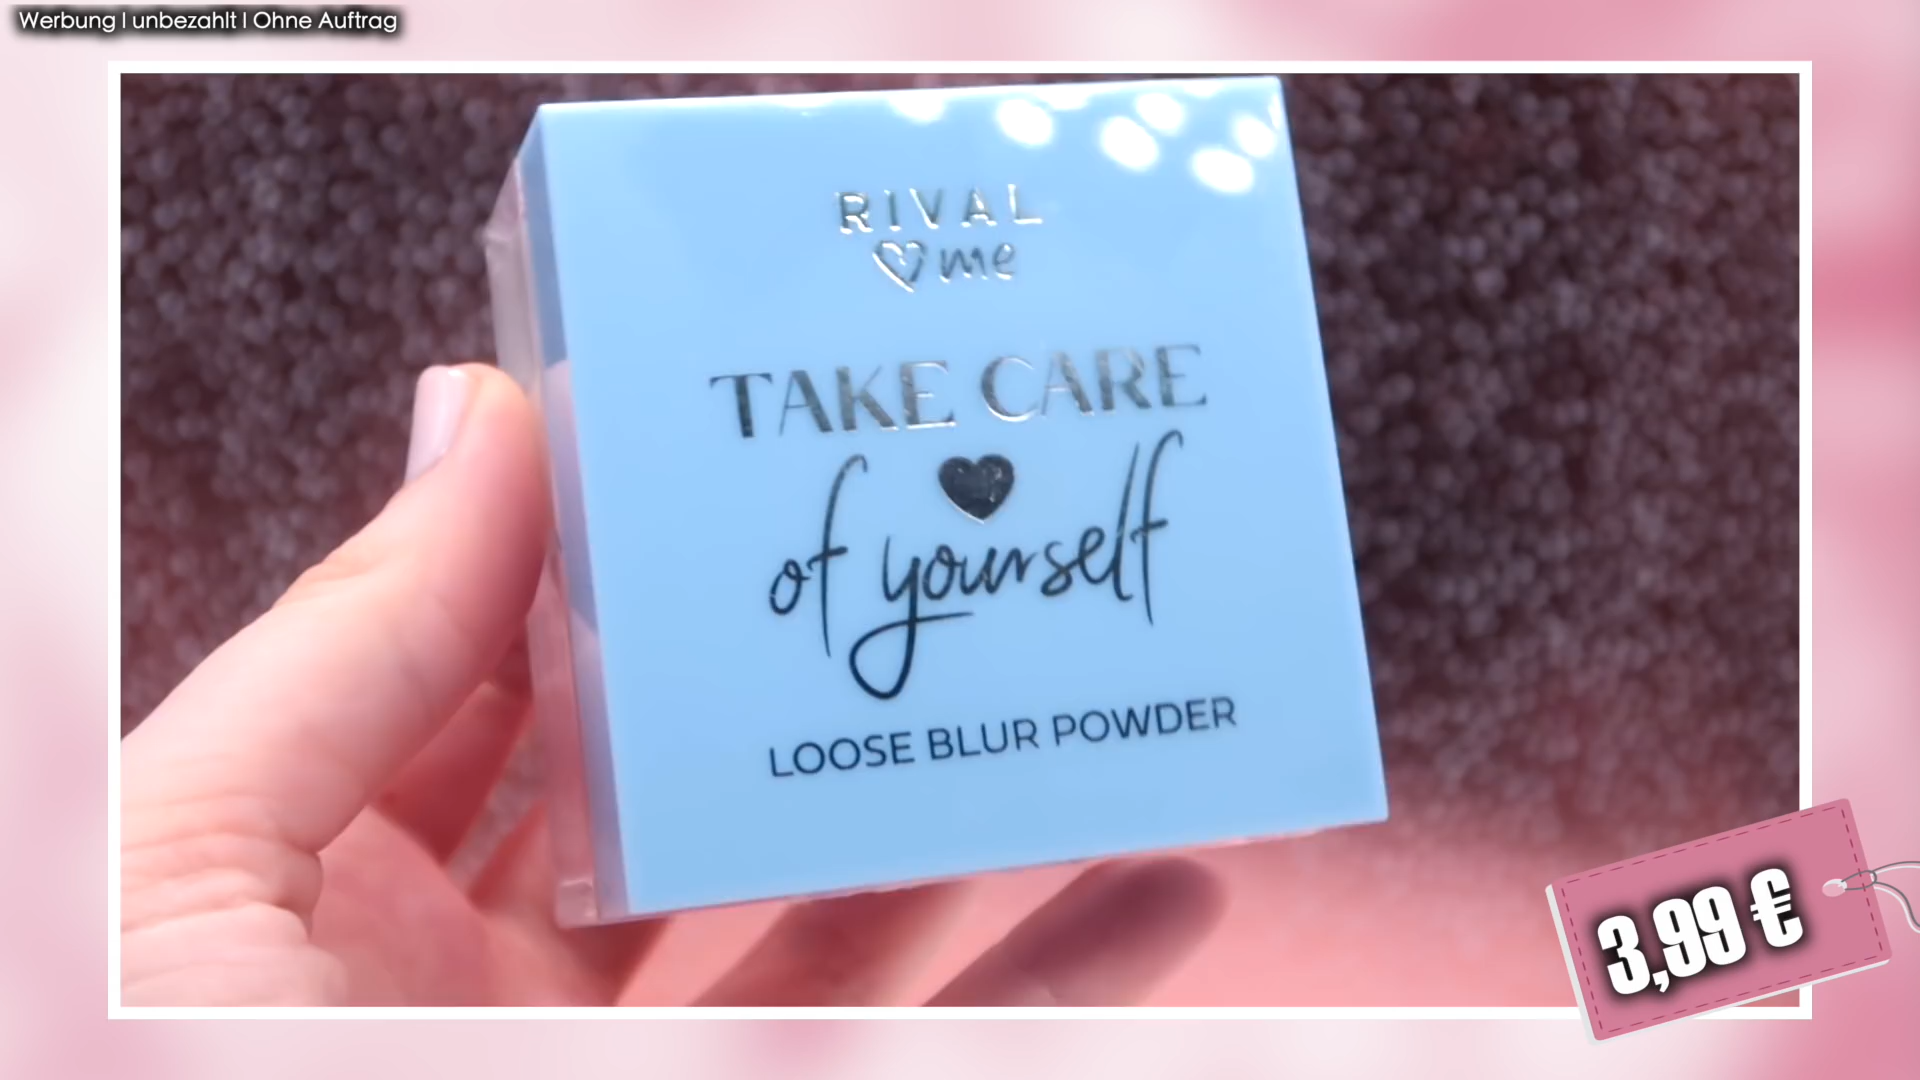 Werbung | unbezahlt | Ohne Auftrag
RIVAL
♡ me
TAKE CARE
of yourself
LOOSE BLUR POWDER
3,99 €